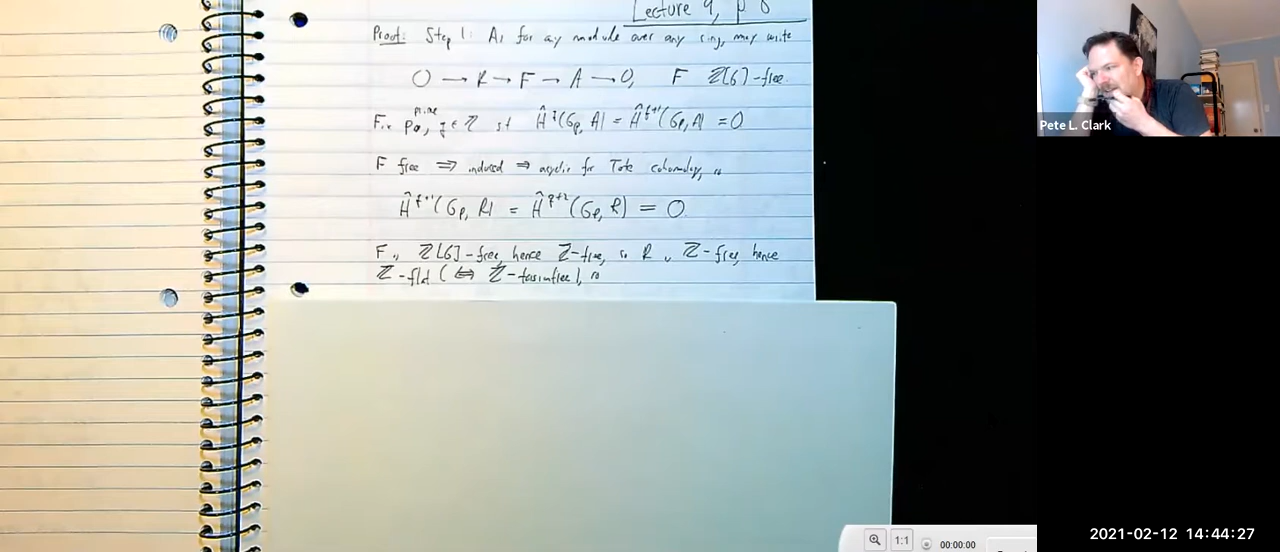 Lecture 9, p 8
Proof: Step 1: As for any module over any ring, may write
0 → R → F → A → 0, F ℤ[G]-free.
Fix prime p, q ∈ ℤ s.t. Ĥ^q(G_p, A) = Ĥ^{q+1}(G_p, A) = 0
F free ⇒ induced ⇒ acyclic for Tate cohomology, so
Ĥ^{q+1}(G_p, R) = Ĥ^{q+2}(G_p, R) = 0
F is ℤ[G]-free, hence ℤ-free, so R is ℤ-free, hence
ℤ-flat (⇔ ℤ-torsionfree), so
Pete L. Clark
1:1
00:00:00
2021-02-12 14:44:27